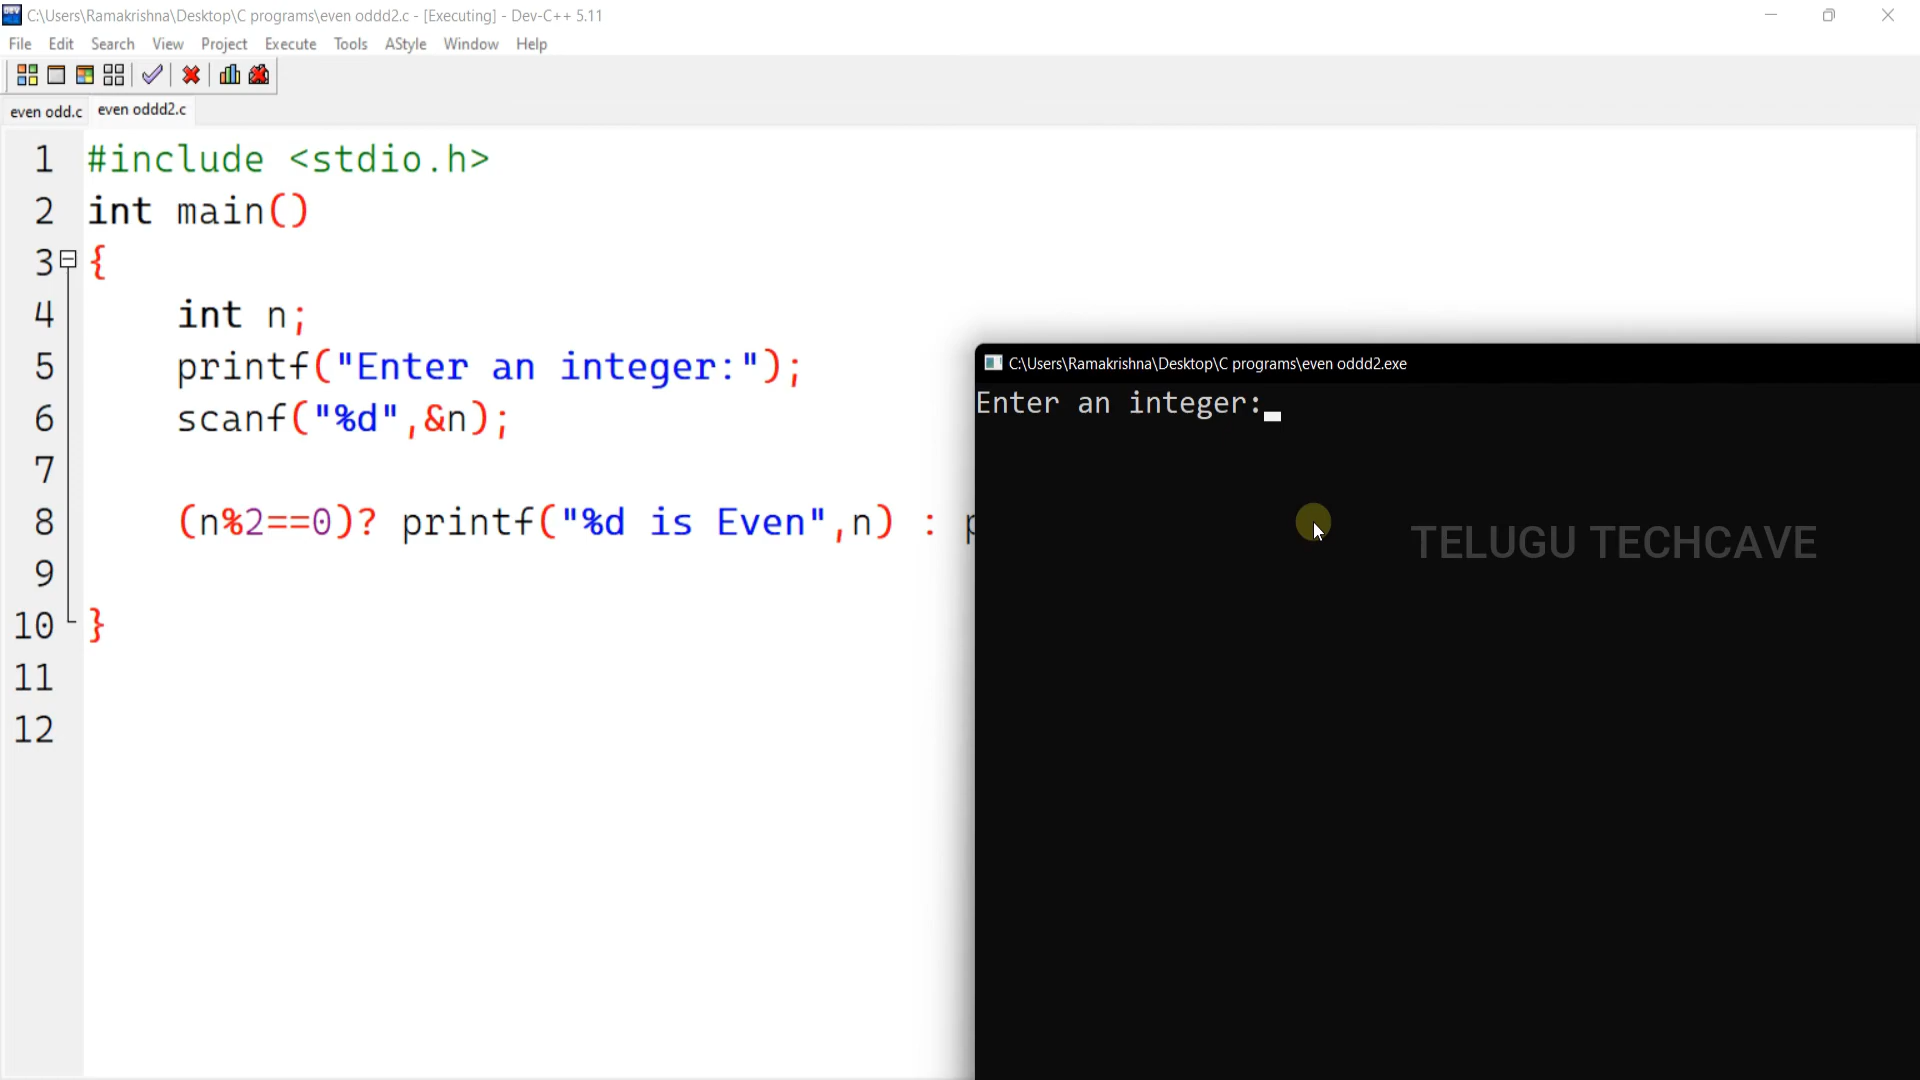 C:\Users\Ramakrishna\Desktop\C programs\even oddd2.c - [Executing] - Dev-C++ 5.11
File Edit Search View Project Execute Tools AStyle Window Help
even odd.c even oddd2.c
1 #include <stdio.h>
2 int main()
3 {
4 int n;
5 printf("Enter an integer:");
6 scanf("%d",&n);
7
8 (n%2==0)? printf("%d is Even",n) :
9
10 }
11
12
C:\Users\Ramakrishna\Desktop\C programs\even oddd2.exe
Enter an integer:
TELUGU TECHCAVE